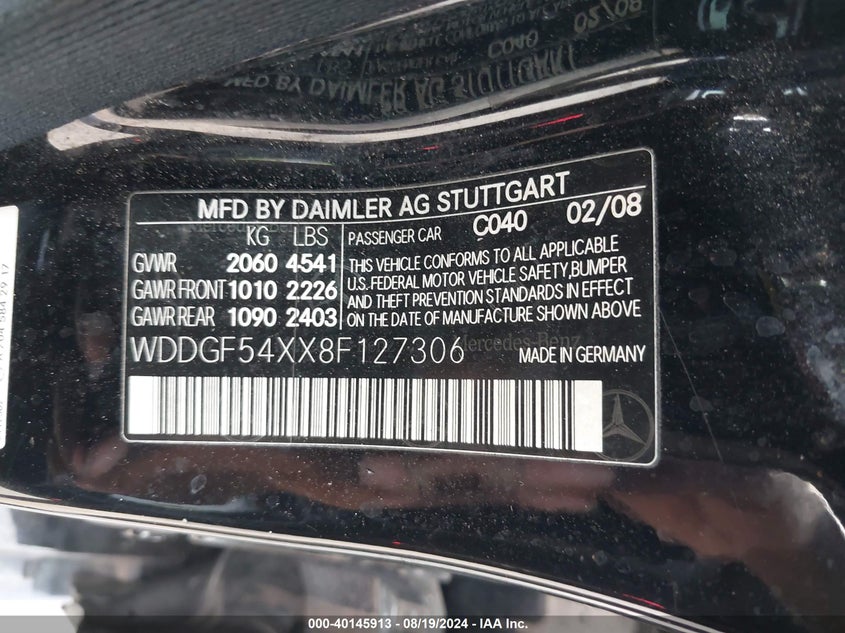 MFD BY DAIMLER AG STUTTGART
KG LBS PASSENGER CAR C040 02/08
GVWR 2060 4541
GAWR FRONT 1010 2226
GAWR REAR 1090 2403
THIS VEHICLE CONFORMS TO ALL APPLICABLE
U.S. FEDERAL MOTOR VEHICLE SAFETY,BUMPER
AND THEFT PREVENTION STANDARDS IN EFFECT
ON THE DATE OF MANUFACTURE SHOWN ABOVE
WDDGF54XX8F127306
Mercedes-Benz
MADE IN GERMANY
000-40145913 - 08/19/2024 - IAA Inc.